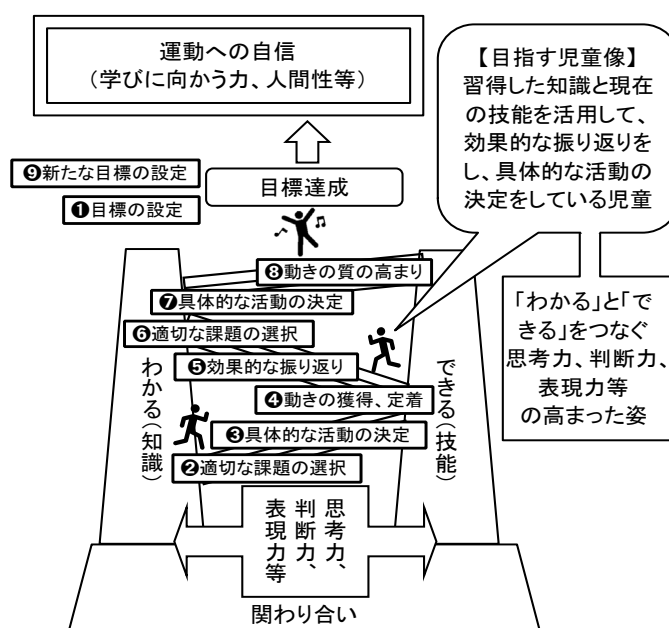 運動への自信
（学びに向かう力、人間性等）
【目指す児童像】
習得した知識と現在
の技能を活用して、
効果的な振り返りを
し、具体的な活動の
決定をしている児童
❾新たな目標の設定
❶目標の設定
目標達成
❽動きの質の高まり
❼具体的な活動の決定
❻適切な課題の選択
❺効果的な振り返り
❹動きの獲得、定着
❸具体的な活動の決定
❷適切な課題の選択
わかる（知識）
できる（技能）
「わかる」と「で
きる」をつなぐ
思考力、判断力、
表現力等
の高まった姿
思考力、
判断力、
表現力等
関わり合い